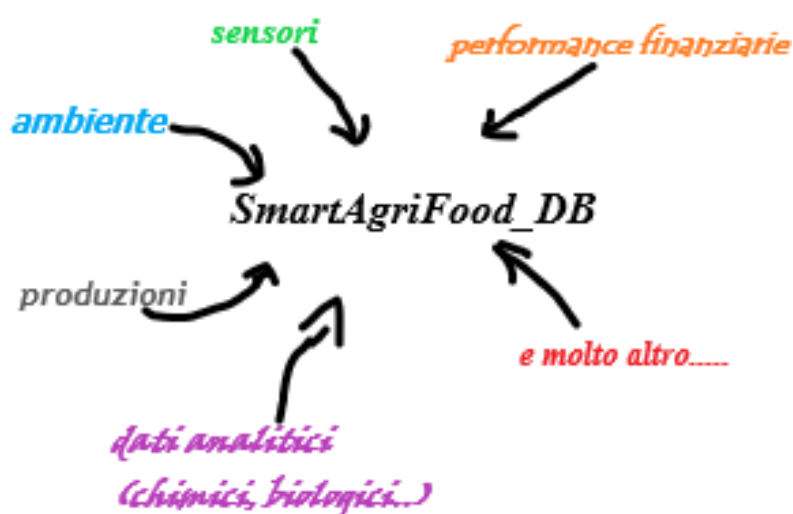 sensori
performance finanziarie
ambiente
SmartAgriFood_DB
produzioni
e molto altro.....
dati analitici
(chimici, biologici..)